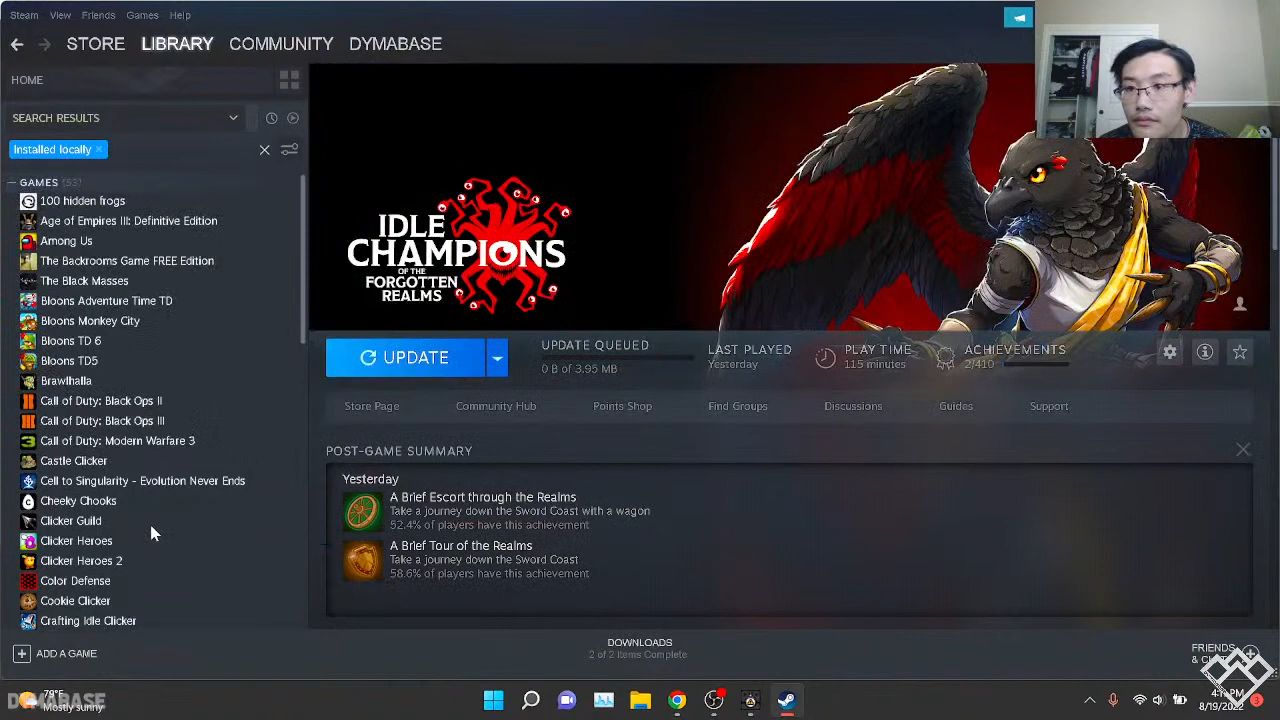 Steam View Friends Games Help
STORE LIBRARY COMMUNITY DYMABASE
HOME
SEARCH RESULTS
Installed locally ×
GAMES (53)
100 hidden frogs
Age of Empires III: Definitive Edition
Among Us
The Backrooms Game FREE Edition
The Black Masses
Bloons Adventure Time TD
Bloons Monkey City
Bloons TD 6
Bloons TD5
Brawlhalla
Call of Duty: Black Ops II
Call of Duty: Black Ops III
Call of Duty: Modern Warfare 3
Castle Clicker
Cell to Singularity - Evolution Never Ends
Cheeky Chooks
Clicker Guild
Clicker Heroes
Clicker Heroes 2
Color Defense
Cookie Clicker
Crafting Idle Clicker
ADD A GAME
IDLE
CHAMPIONS
OF THE
FORGOTTEN
REALMS
UPDATE
UPDATE QUEUED
0 B of 3.95 MB
LAST PLAYED
Yesterday
PLAY TIME
115 minutes
ACHIEVEMENTS
2/410
Store Page Community Hub Points Shop Find Groups Discussions Guides Support
POST-GAME SUMMARY
Yesterday
A Brief Escort through the Realms
Take a journey down the Sword Coast with a wagon
52.4% of players have this achievement
A Brief Tour of the Realms
Take a journey down the Sword Coast
58.6% of players have this achievement
DOWNLOADS
2 of 2 Items Complete
FRIENDS
DYMABASE
79°F
Mostly sunny
3